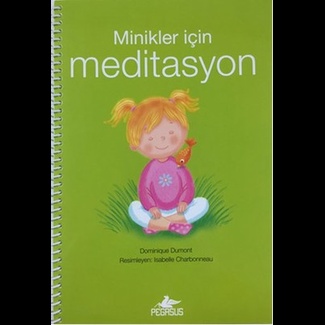 Minikler için
meditasyon
Dominique Dumont
Resimleyen: Isabelle Charbonneau
PEGASUS